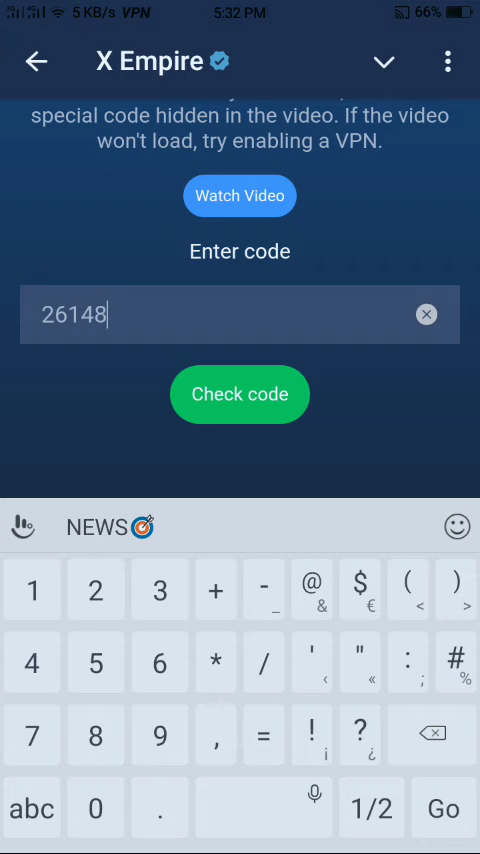 5 KB/s VPN 5:32 PM 66%
X Empire
special code hidden in the video. If the video
won't load, try enabling a VPN.
Watch Video
Enter code
26148
Check code
NEWS🎯
1 2 3 + - _ @ & $ € ( < ) >
4 5 6 * / ' ‹ " « : ; # %
7 8 9 , = ! ¡ ? ¿
abc 0 . 1/2 Go